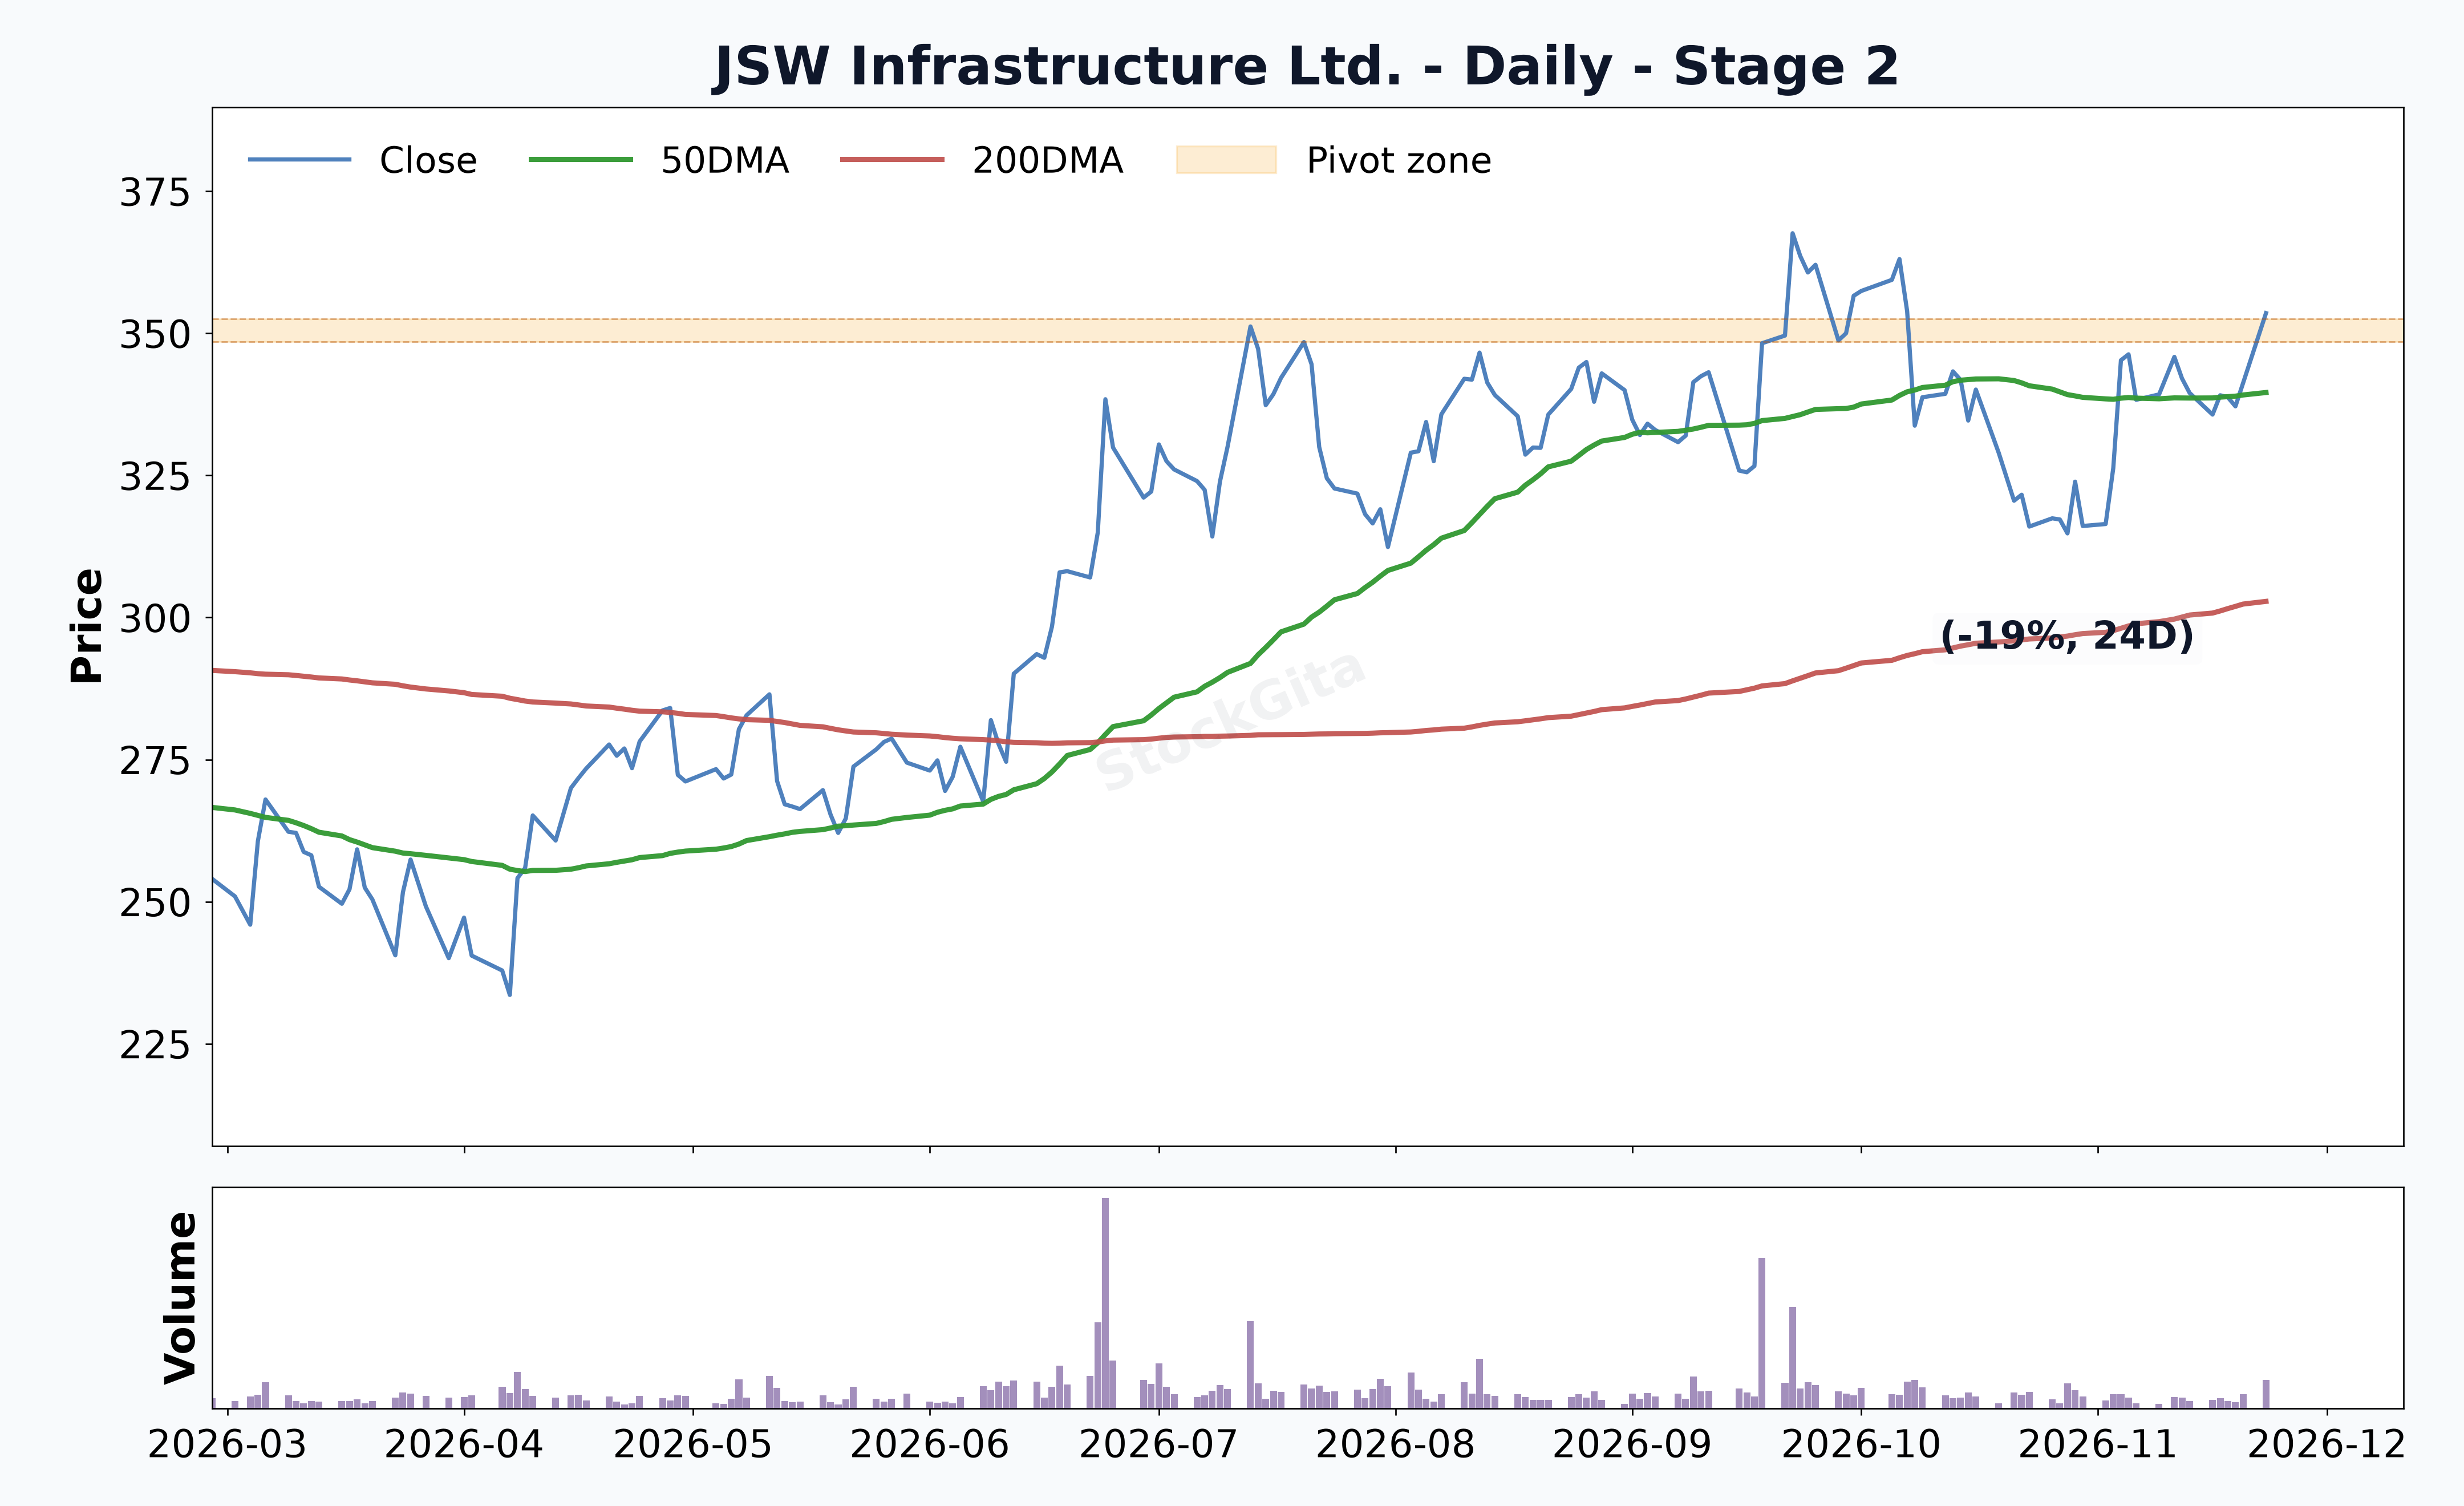 JSW Infrastructure Ltd. - Daily - Stage 2
Close 50DMA 200DMA Pivot zone
375
350
325
300
275
250
225
Price
(-19%, 24D)
StockGita
Volume
2026-03 2026-04 2026-05 2026-06 2026-07 2026-08 2026-09 2026-10 2026-11 2026-12